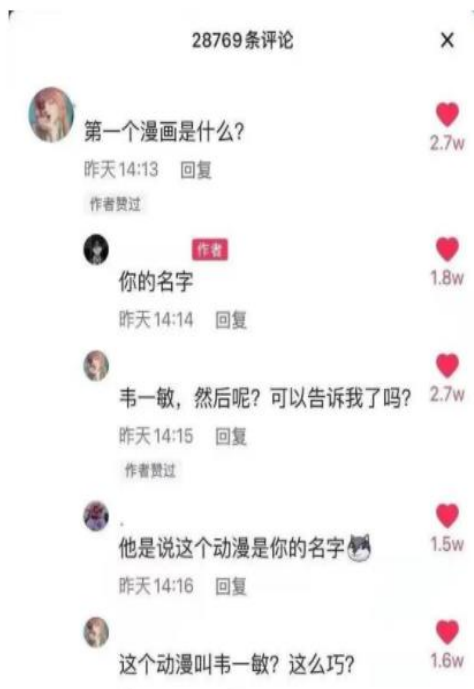 28769条评论
第一个漫画是什么?
2.7w
昨天14:13 回复
作者赞过
作者
你的名字
1.8w
昨天14:14 回复
韦一敏，然后呢？可以告诉我了吗?
2.7w
昨天14:15 回复
作者赞过
他是说这个动漫是你的名字
1.5w
昨天14:16 回复
这个动漫叫韦一敏？这么巧?
1.6w